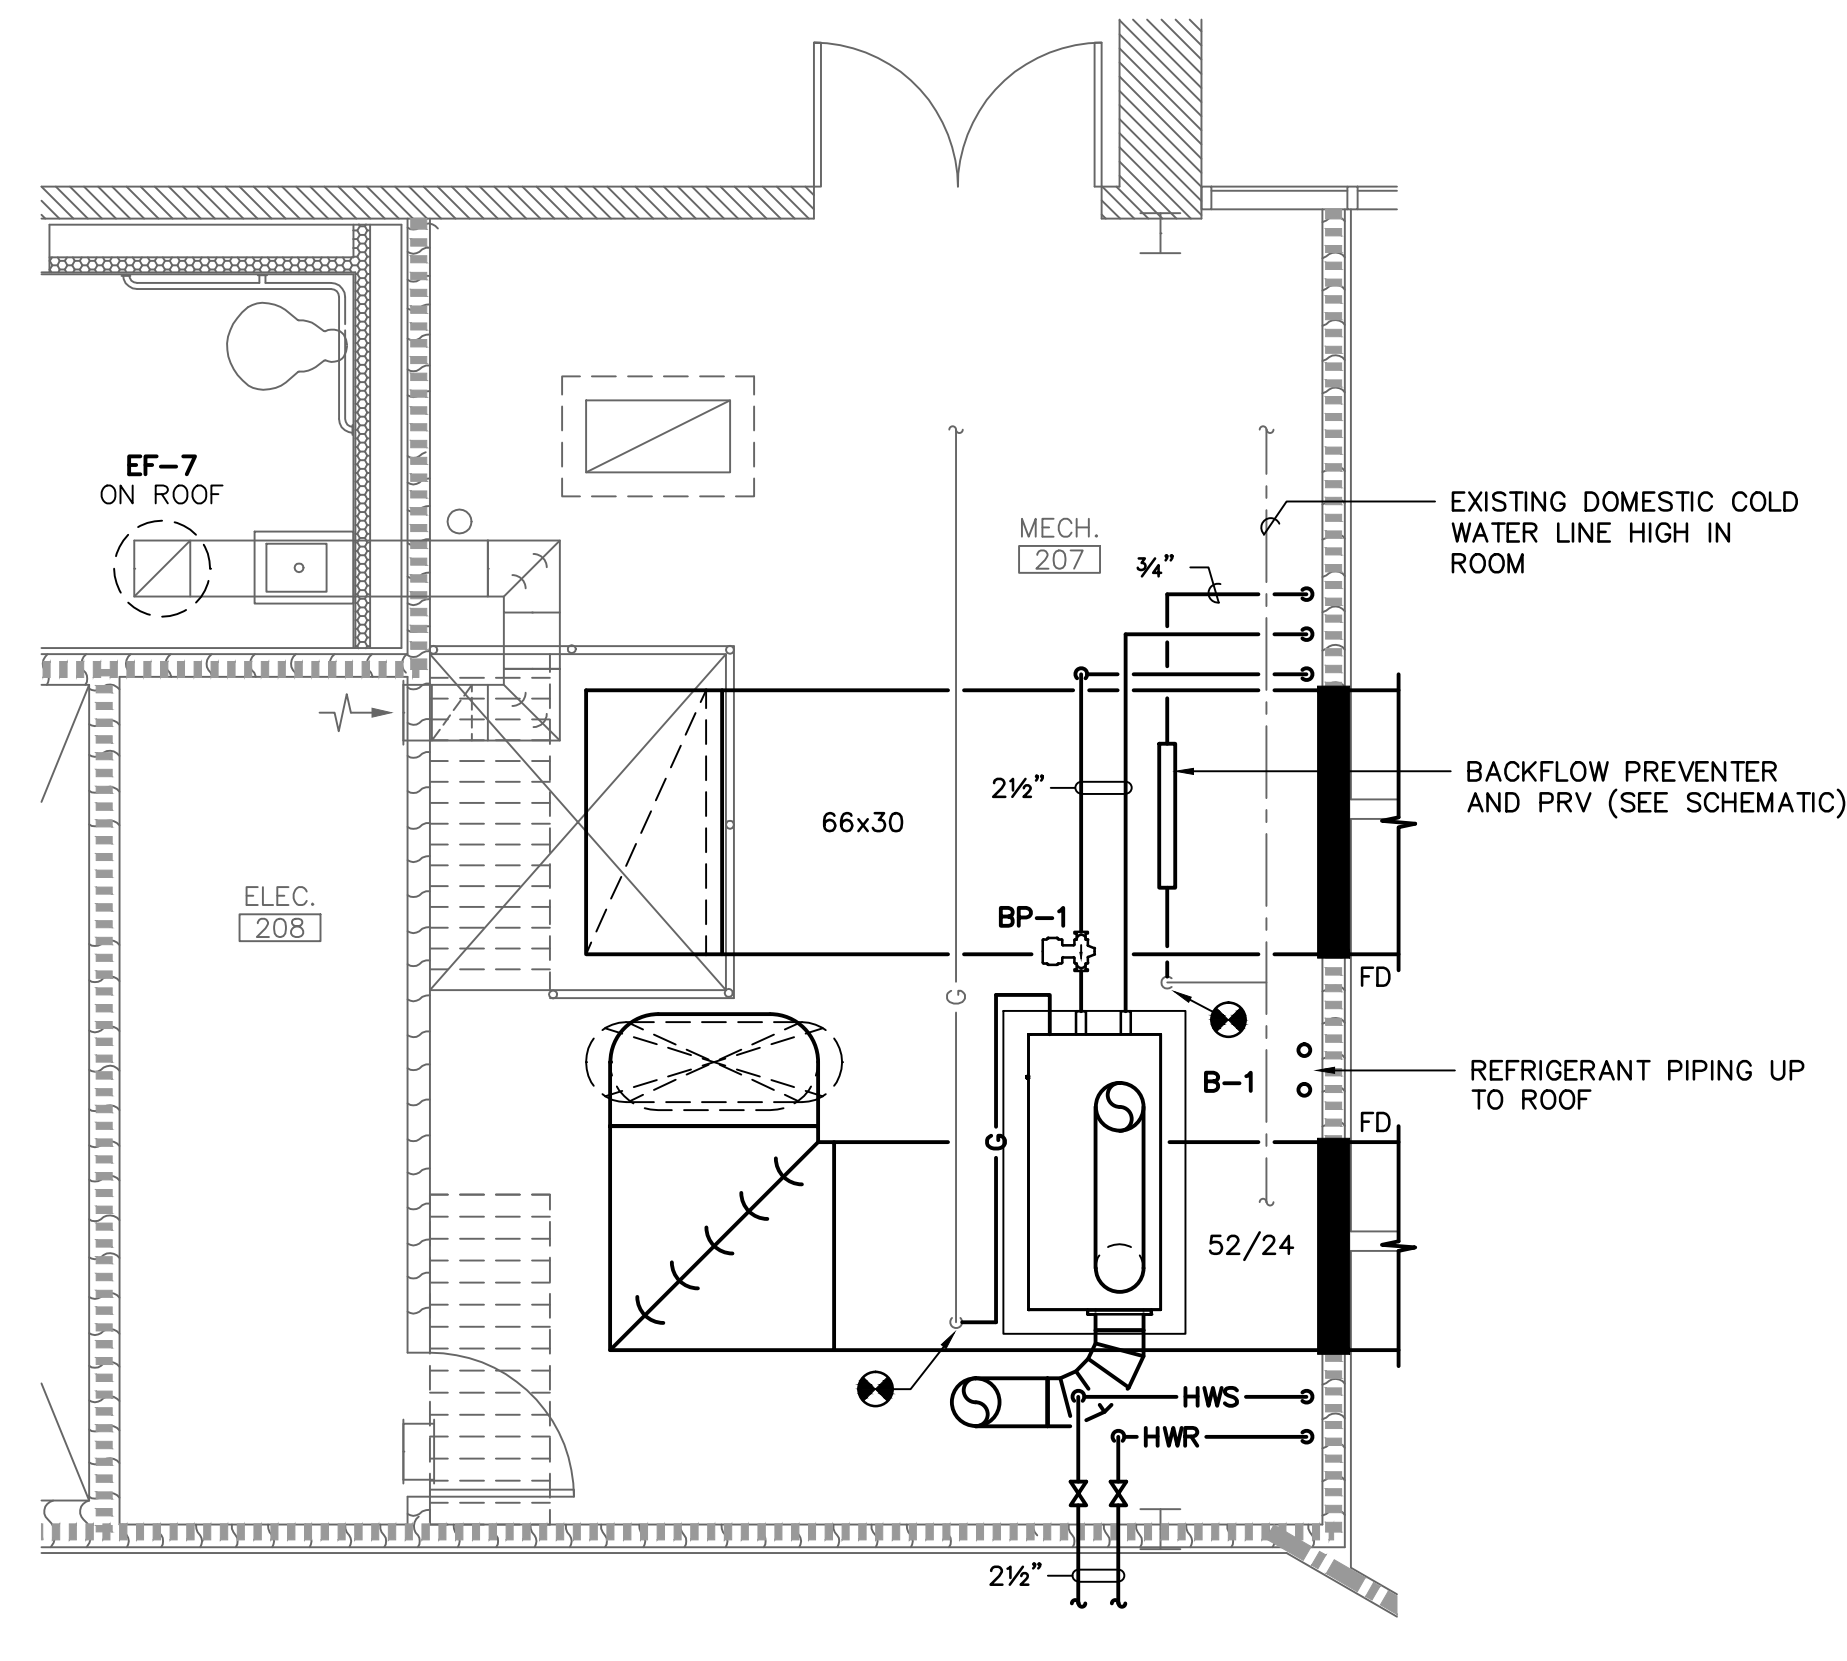 EF-7
ON ROOF
MECH.
207
EXISTING DOMESTIC COLD
WATER LINE HIGH IN
ROOM
¾"
2½"
BACKFLOW PREVENTER
AND PRV (SEE SCHEMATIC)
66x30
ELEC.
208
BP-1
FD
G
B-1
REFRIGERANT PIPING UP
TO ROOF
FD
G
52/24
HWS
HWR
2½"